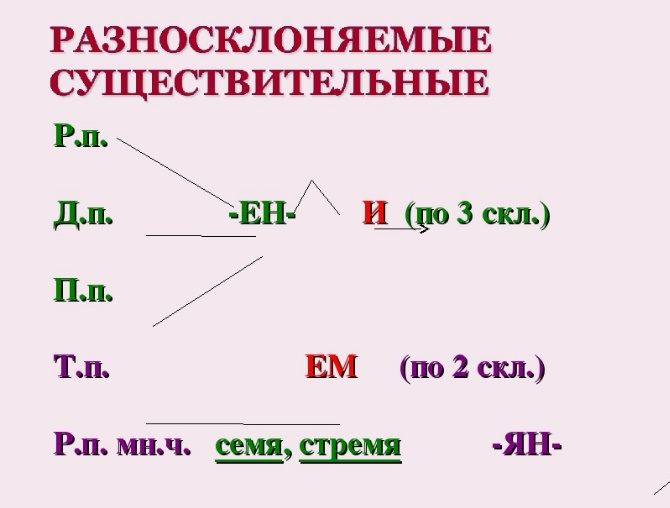 РАЗНОСКЛОНЯЕМЫЕ
СУЩЕСТВИТЕЛЬНЫЕ
Р.п.
Д.п. -ЕН- И (по 3 скл.)
П.п.
Т.п. ЕМ (по 2 скл.)
Р.п. мн.ч. семя, стремя -ЯН-